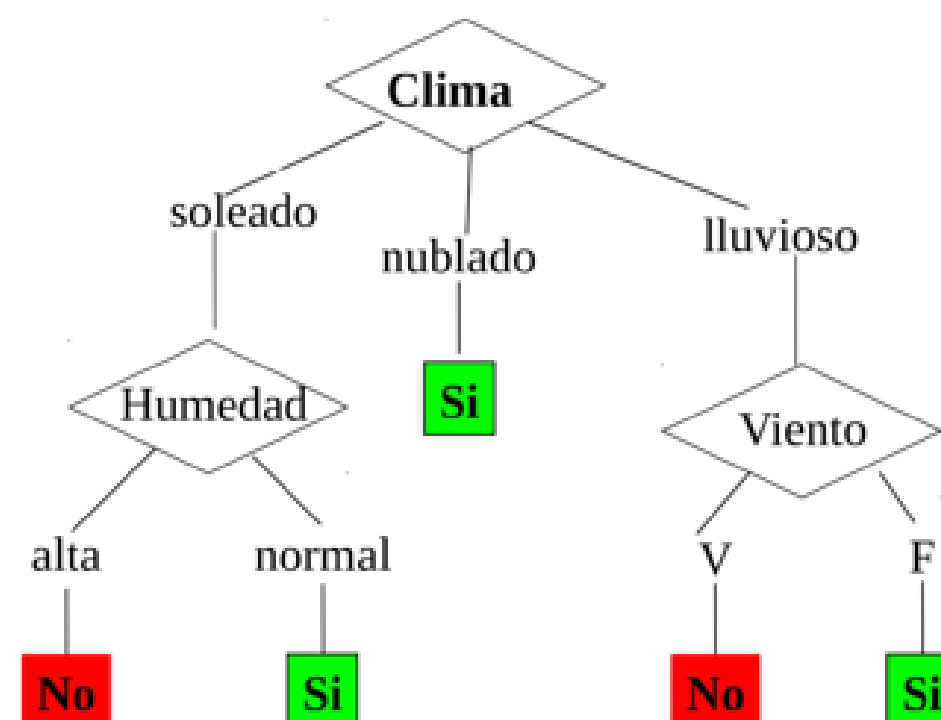 Clima
soleado
nublado
lluvioso
Humedad
Si
Viento
alta
normal
V
F
No
Si
No
Si